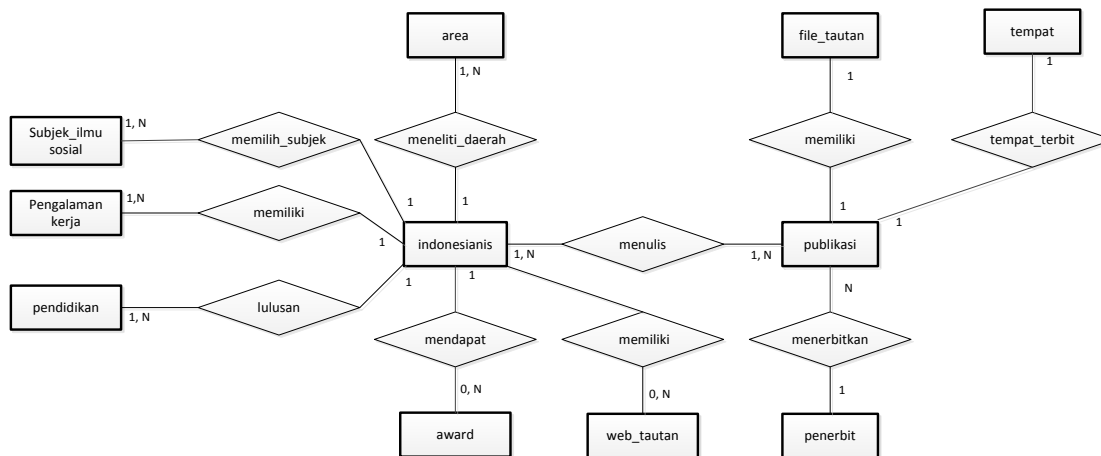 area
file_tautan
tempat
1, N
1
1
1, N
Subjek_ilmu
sosial
memilih_subjek
meneliti_daerah
memiliki
tempat_terbit
1,N
Pengalaman
kerja
memiliki
1
1
1
1
1
indonesianis
menulis
publikasi
1, N
1, N
1
1
N
pendidikan
1, N
lulusan
mendapat
memiliki
menerbitkan
0, N
0, N
1
award
web_tautan
penerbit